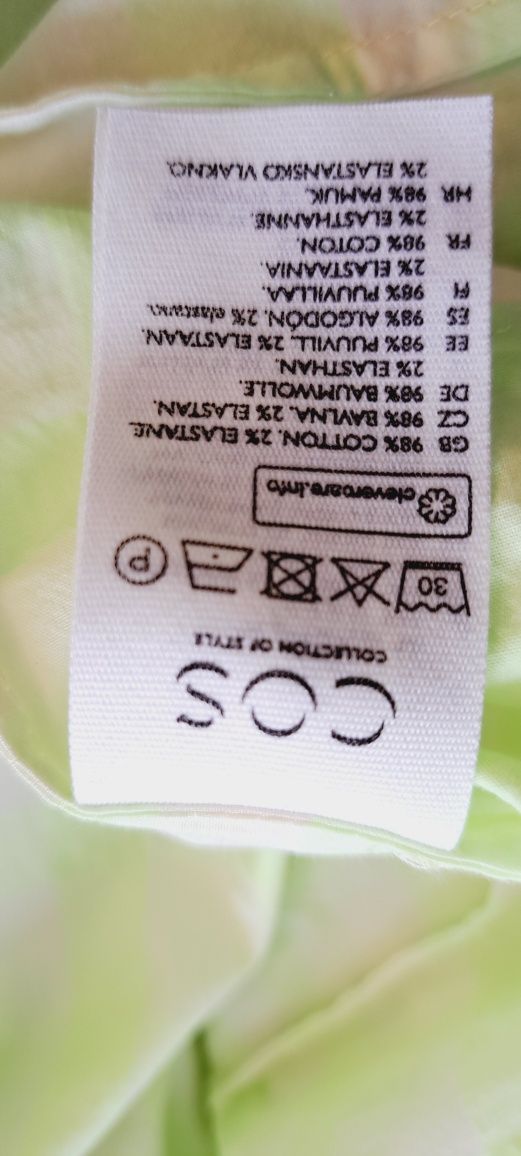 COS
COLLECTION OF STYLE
30 P
clevercare.info
GB 98% COTTON. 2% ELASTANE.
CZ 98% BAVLNA. 2% ELASTAN.
DE 98% BAUMWOLLE.
2% ELASTHAN.
EE 98% PUUVILL. 2% ELASTAAN.
ES 98% ALGODÓN. 2% elastano.
FI 98% PUUVILLAA.
2% ELASTAANIA.
FR 98% COTON.
2% ELASTHANNE.
HR 98% PAMUK.
2% ELASTANSKO VLAKNO.